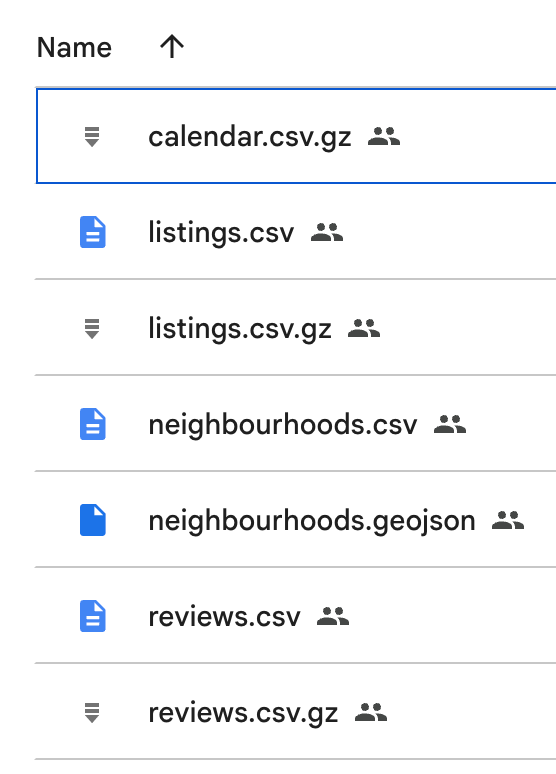 Name
calendar.csv.gz
listings.csv
listings.csv.gz
neighbourhoods.csv
neighbourhoods.geojson
reviews.csv
reviews.csv.gz